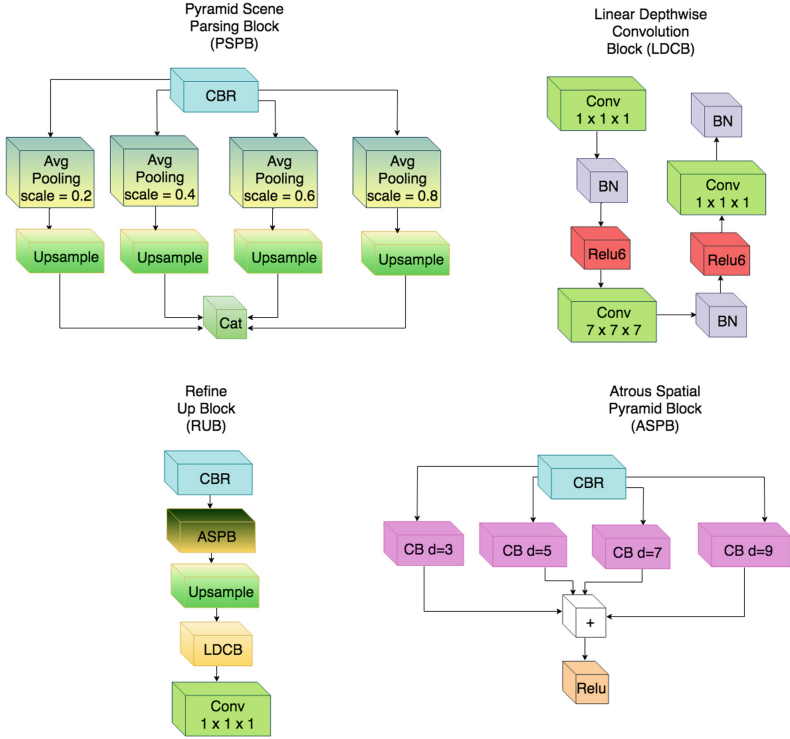 Pyramid Scene
Parsing Block
(PSPB)
CBR
Avg
Pooling
scale = 0.2
Avg
Pooling
scale = 0.4
Avg
Pooling
scale = 0.6
Avg
Pooling
scale = 0.8
Upsample
Upsample
Upsample
Upsample
Cat
Linear Depthwise
Convolution
Block (LDCB)
Conv
1 x 1 x 1
BN
Relu6
Conv
7 x 7 x 7
BN
Relu6
Conv
1 x 1 x 1
BN
Refine
Up Block
(RUB)
CBR
ASPB
Upsample
LDCB
Conv
1 x 1 x 1
Atrous Spatial
Pyramid Block
(ASPB)
CBR
CB d=3
CB d=5
CB d=7
CB d=9
+
Relu